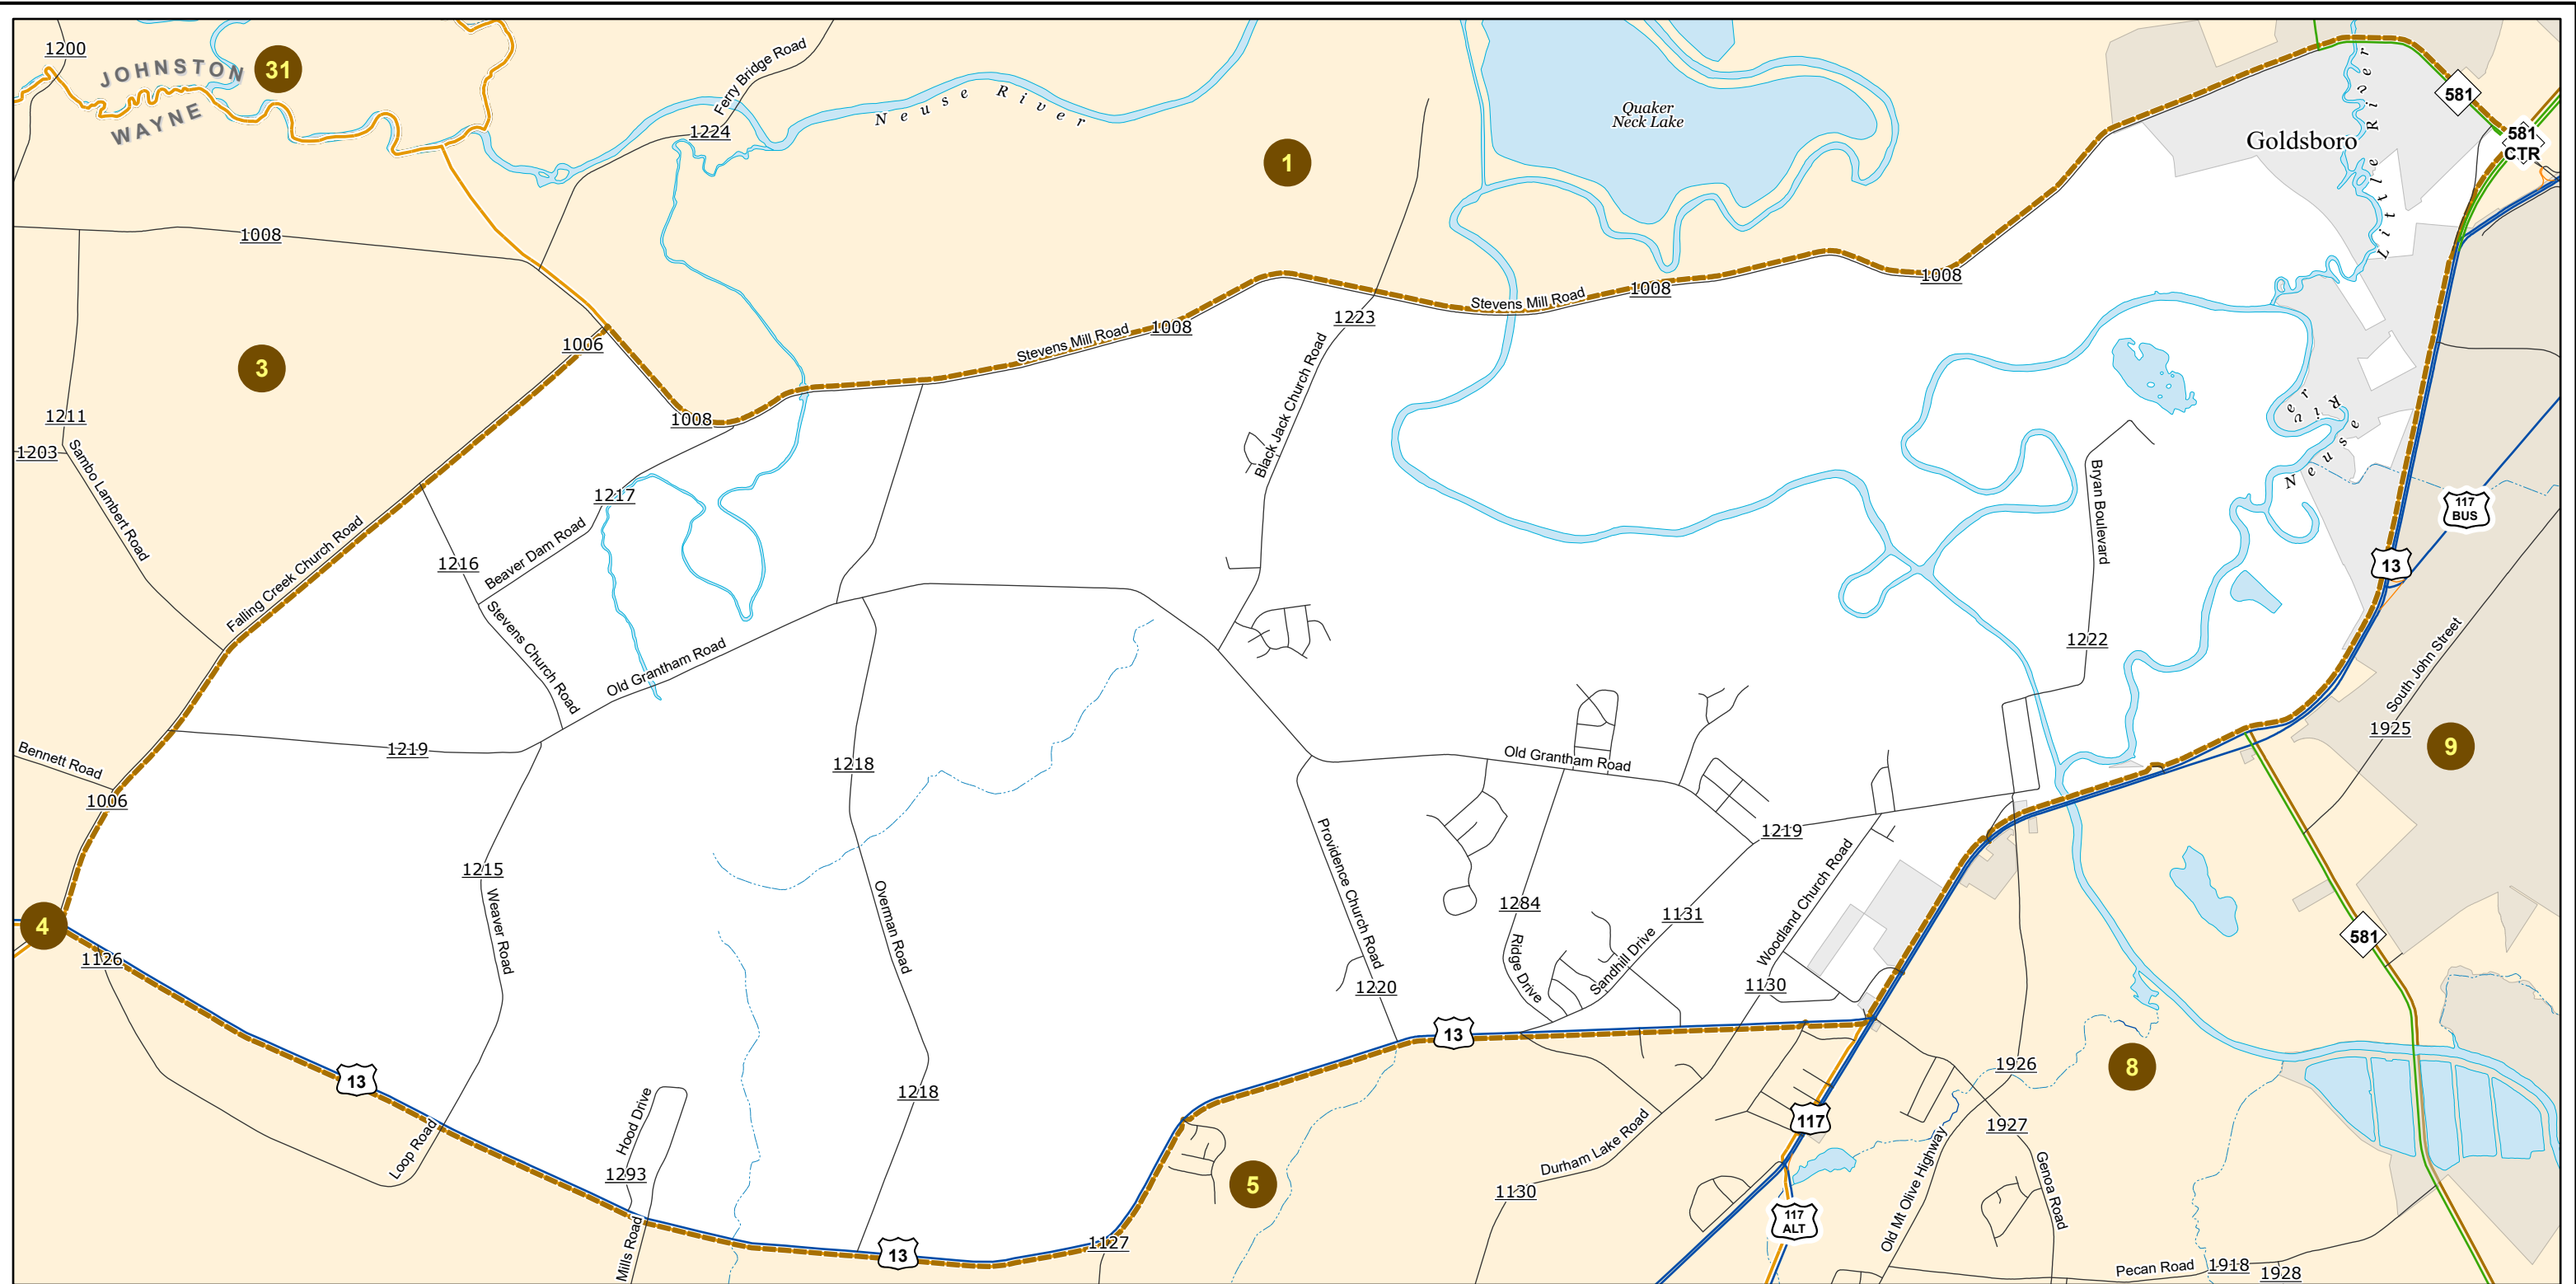 1200
JOHNSTON
WAYNE
31
Ferry Bridge Road
1224
Neuse River
1
Quaker
Neck Lake
Goldsboro
Little River
581
581
CTR
1008
3
1006
1008
Stevens Mill Road
1008
1223
Stevens Mill Road
1008
1008
1211
1203
Sambo Lambert Road
Falling Creek Church Road
1216
1217
Beaver Dam Road
Stevens Church Road
Old Grantham Road
Black Jack Church Road
Bryan Boulevard
1222
Neuse River
117
BUS
13
South John Street
1925
9
Bennett Road
1006
1219
1218
1215
Weaver Road
Overman Road
Old Grantham Road
1219
Providence Church Road
1284
Ridge Drive
1131
Sandhill Drive
Woodland Church Road
1130
1220
581
4
1126
13
13
1218
Hood Drive
1293
Mills Road
Loop Road
13
1127
5
Durham Lake Road
1130
117
117
ALT
1926
1927
8
Old Mt Olive Highway
Genoa Road
Pecan Road
1918
1928